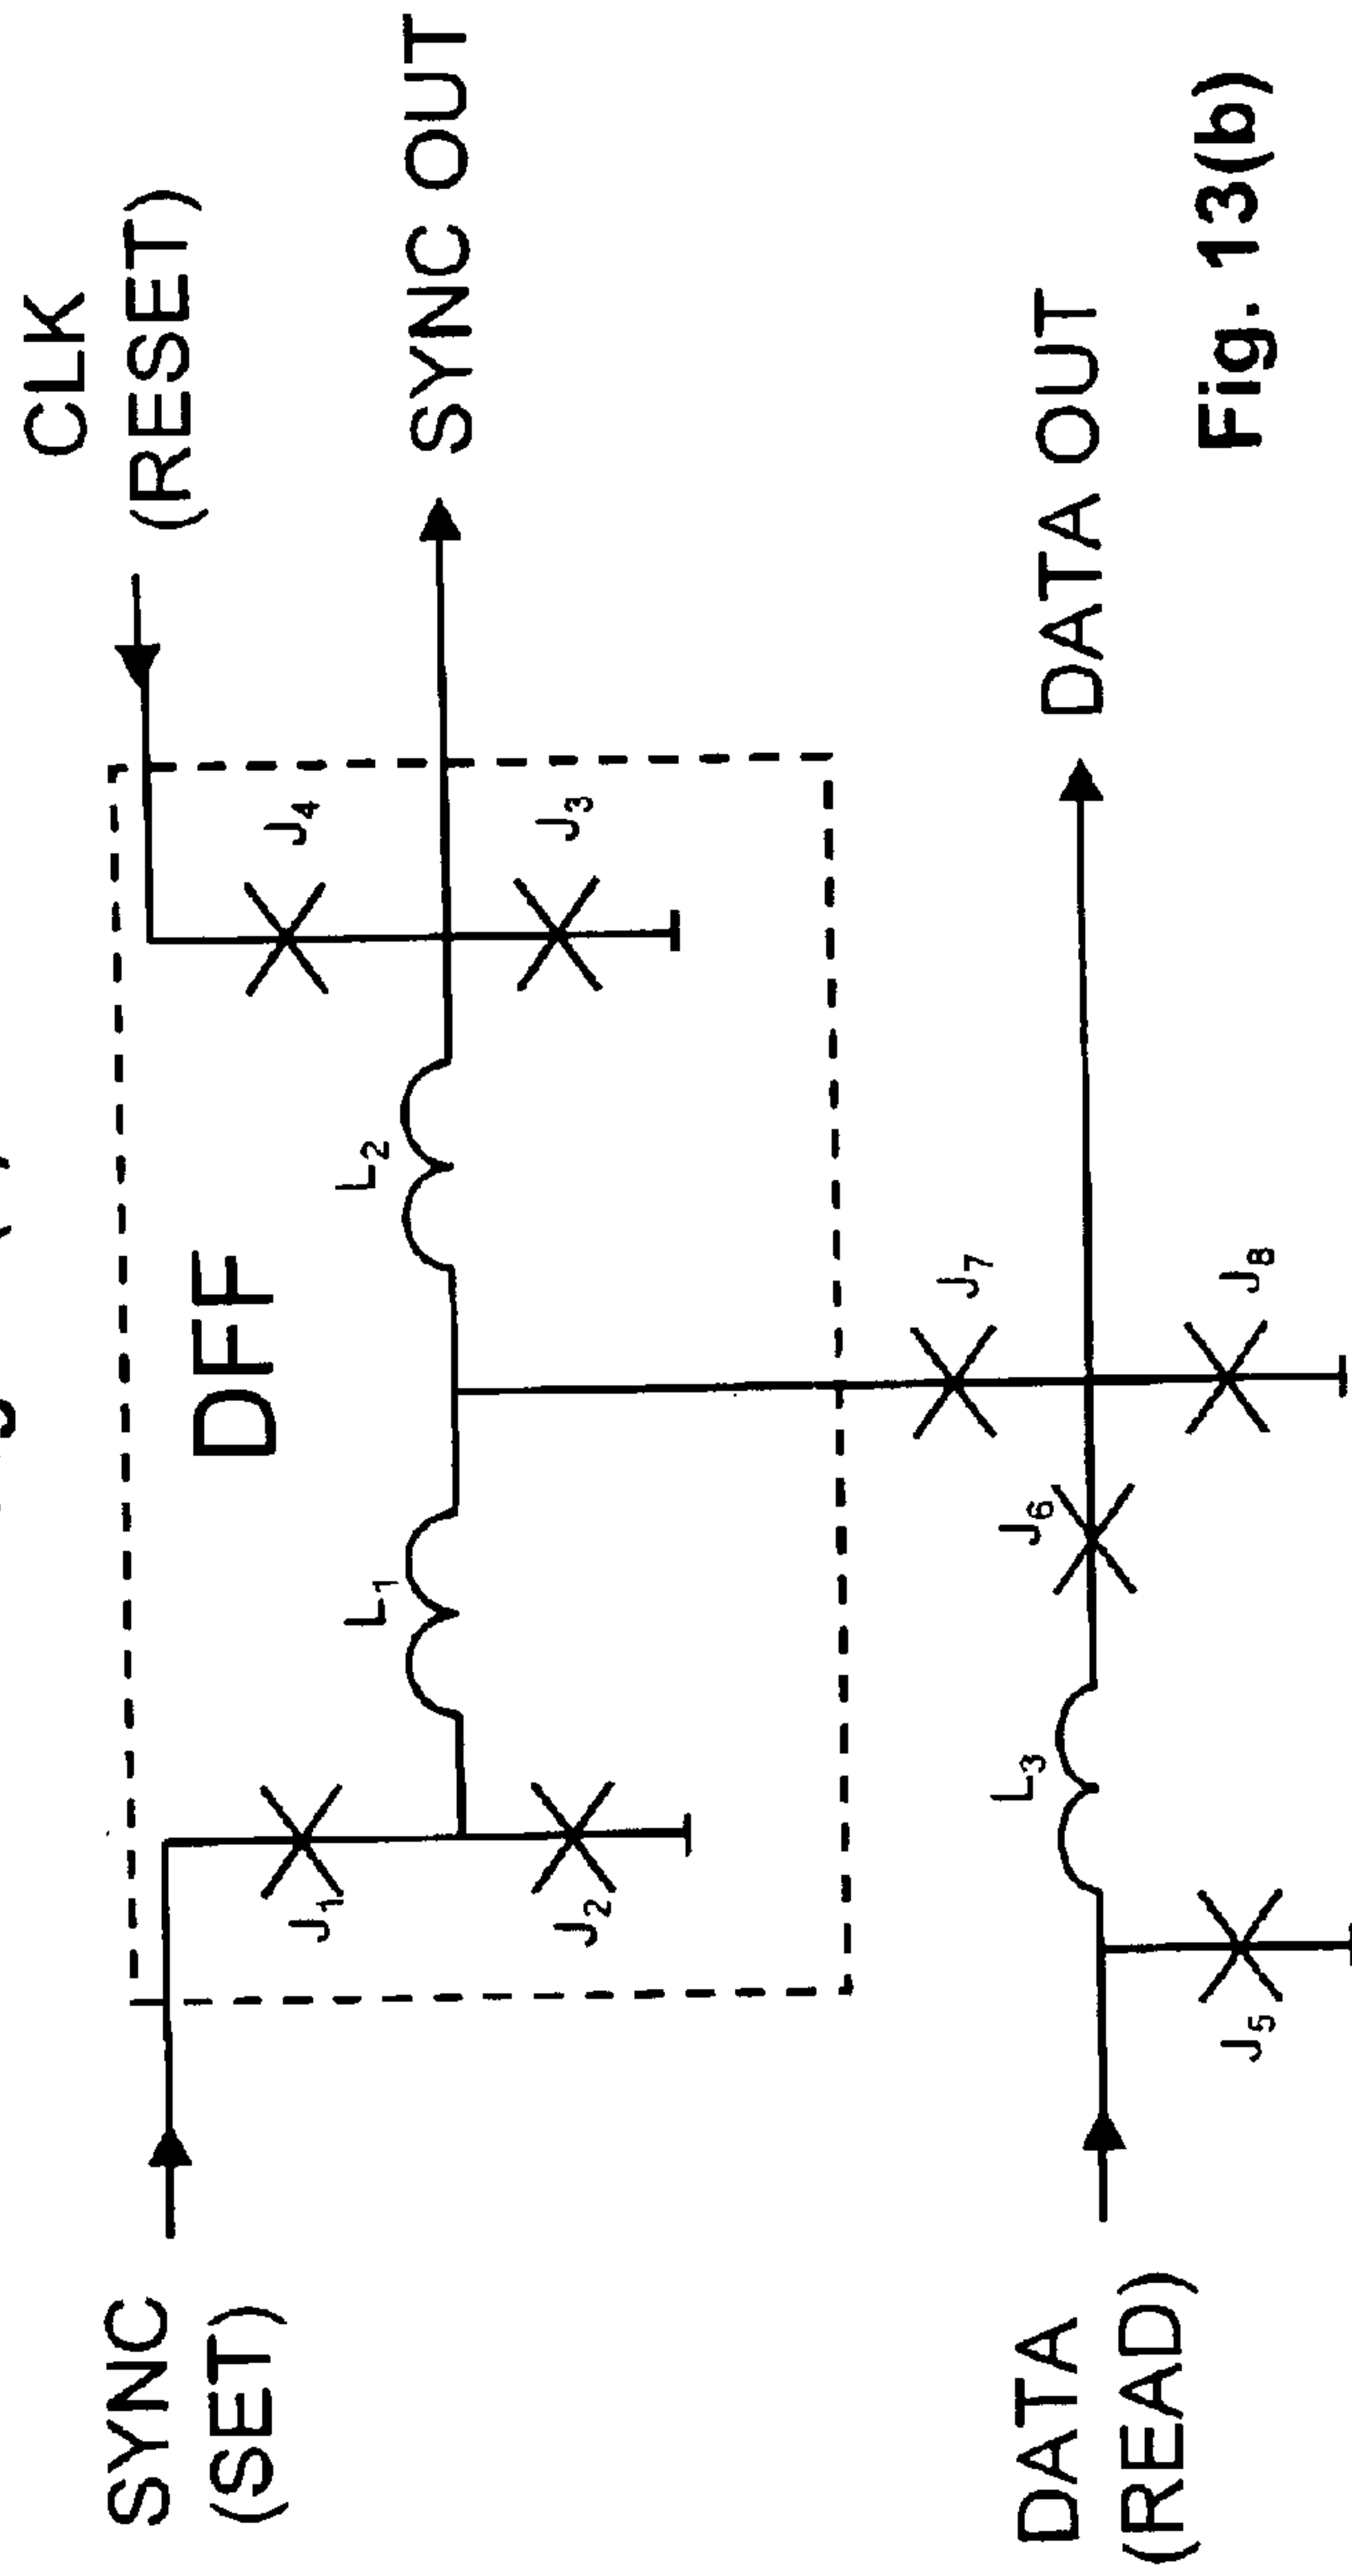 CLK
(RESET)
SYNC OUT
J4
J3
DFF
L2
L1
J1
J2
SYNC
(SET)
J7
J8
J6
L3
J5
DATA
(READ)
DATA OUT
Fig. 13(b)